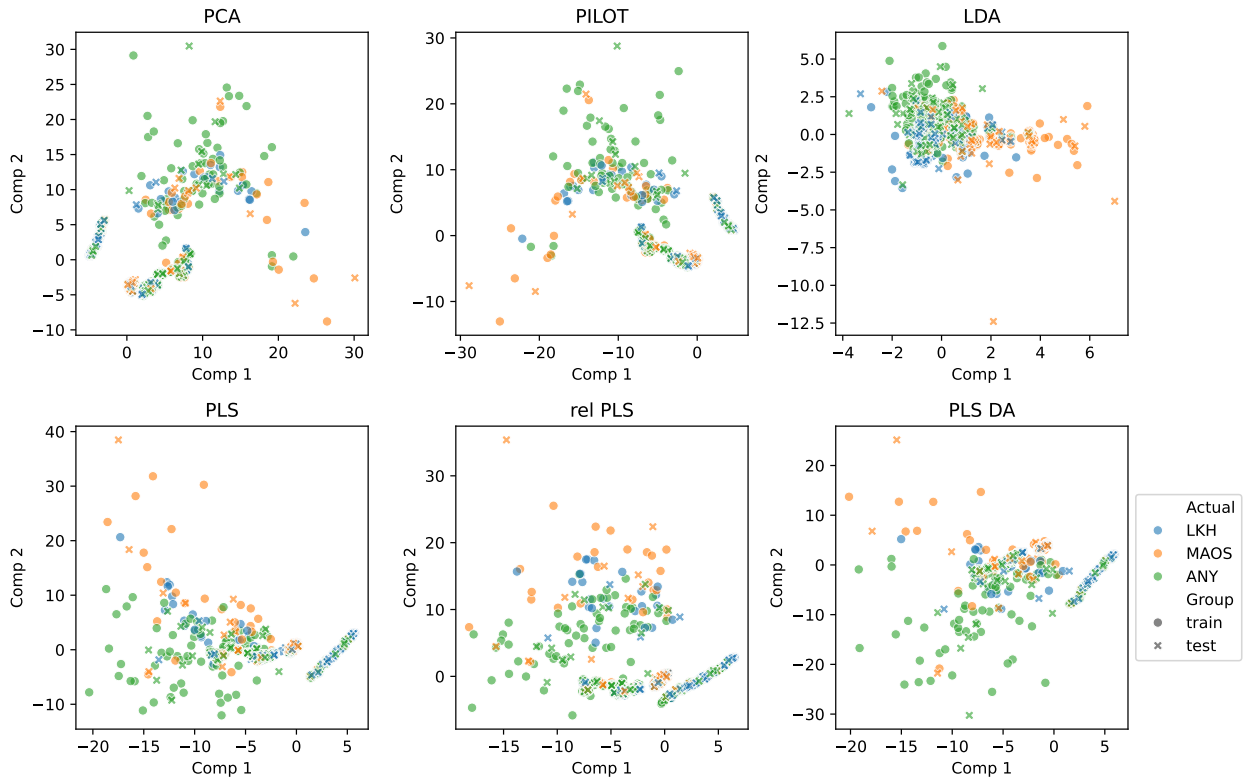 PCA
PILOT
LDA
30
25
20
15
10
5
0
−5
−10
Comp 2
0
10
20
30
Comp 1
30
20
10
0
−10
Comp 2
−30
−20
−10
0
Comp 1
5.0
2.5
0.0
−2.5
−5.0
−7.5
−10.0
−12.5
Comp 2
−4
−2
0
2
4
6
Comp 1
PLS
rel PLS
PLS DA
40
30
20
10
0
−10
Comp 2
−20
−15
−10
−5
0
5
Comp 1
30
20
10
0
Comp 2
−15
−10
−5
0
5
Comp 1
20
10
0
−10
−20
−30
Comp 2
−20
−15
−10
−5
0
5
Comp 1
Actual
LKH
MAOS
ANY
Group
train
test